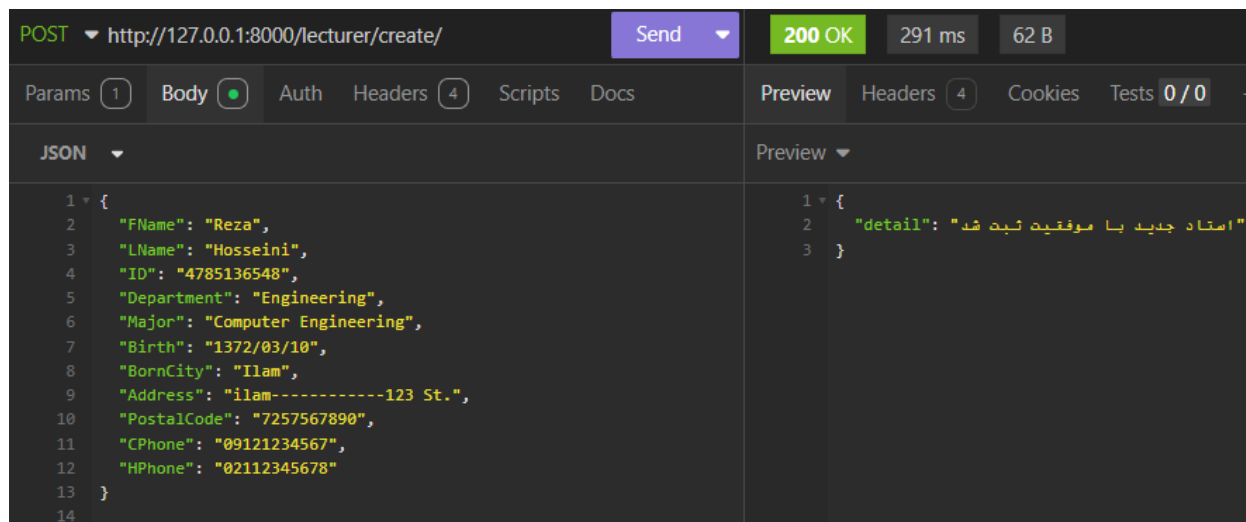 POST http://127.0.0.1:8000/lecturer/create/ Send 200 OK 291 ms 62 B
Params 1 Body Auth Headers 4 Scripts Docs Preview Headers 4 Cookies Tests 0 / 0
JSON Preview
1 {
2 "FName": "Reza",
3 "LName": "Hosseini",
4 "ID": "4785136548",
5 "Department": "Engineering",
6 "Major": "Computer Engineering",
7 "Birth": "1372/03/10",
8 "BornCity": "Ilam",
9 "Address": "ilam------------123 St.",
10 "PostalCode": "7257567890",
11 "CPhone": "09121234567",
12 "HPhone": "02112345678"
13 }
14
1 {
2 "detail": "استاد جدید با موفقیت ثبت شد"
3 }